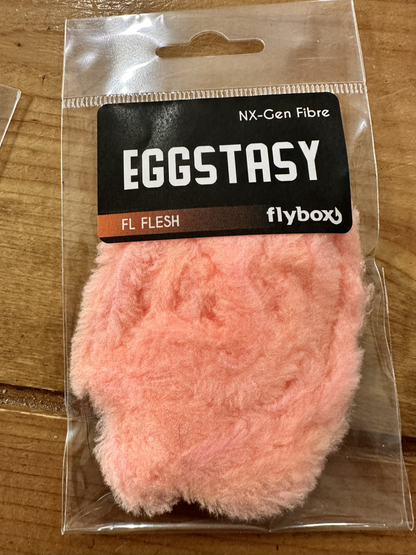 NX-Gen Fibre
EGGSTASY
FL FLESH
flybox